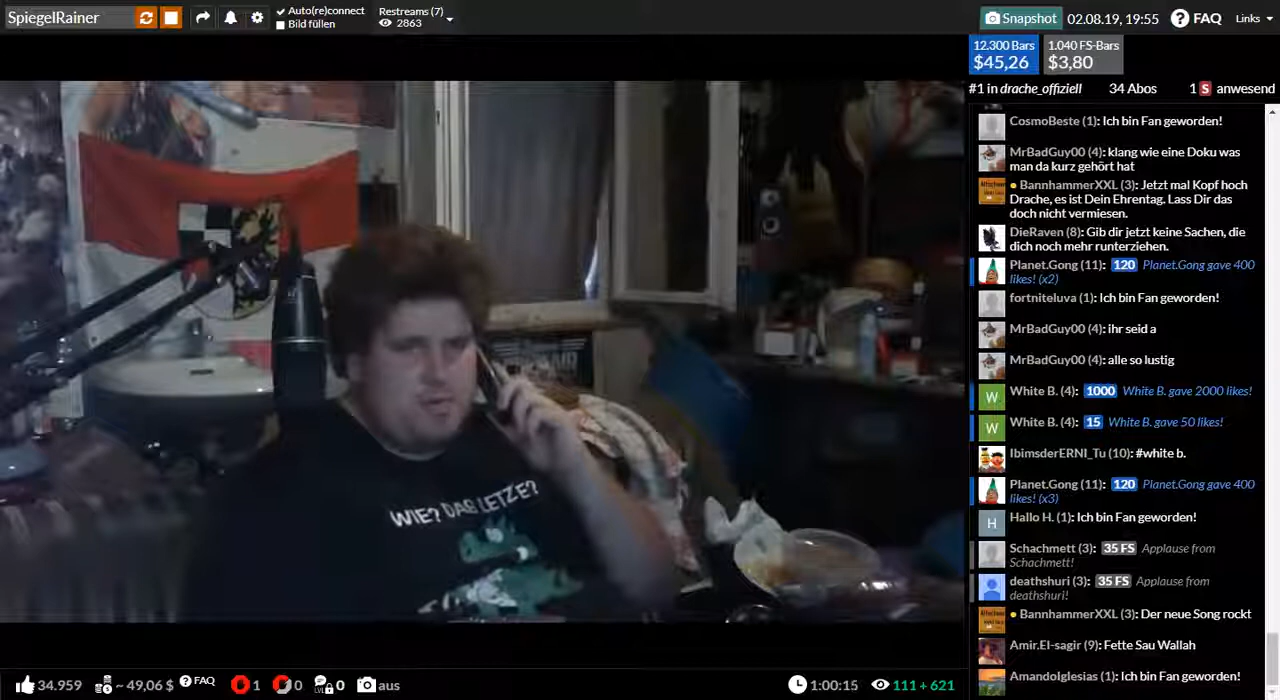 SpiegelRainer
Auto(re)connect
Bild füllen
Restreams (7)
2863
Snapshot
02.08.19, 19:55
? FAQ
Links
12.300 Bars
$45,26
1.040 FS-Bars
$3,80
#1 in drache_offiziell
34 Abos
1 S anwesend
CosmoBeste (1): Ich bin Fan geworden!
MrBadGuy00 (4): klang wie eine Doku was
man da kurz gehört hat
BannhammerXXL (3): Jetzt mal Kopf hoch
Drache, es ist Dein Ehrentag. Lass Dir das
doch nicht vermiesen.
DieRaven (8): Gib dir jetzt keine Sachen, die
dich noch mehr runterziehen.
Planet.Gong (11): 120 Planet.Gong gave 400
likes! (x2)
fortniteluva (1): Ich bin Fan geworden!
MrBadGuy00 (4): ihr seid a
MrBadGuy00 (4): alle so lustig
W
White B. (4): 1000 White B. gave 2000 likes!
W
White B. (4): 15 White B. gave 50 likes!
IbimsderERNI_Tu (10): #white b.
Planet.Gong (11): 120 Planet.Gong gave 400
likes! (x3)
H
Hallo H. (1): Ich bin Fan geworden!
Schachmett (3): 35 FS Applause from
Schachmett!
deathshuri (3): 35 FS Applause from
deathshuri!
BannhammerXXL (3): Der neue Song rockt
Amir.El-sagir (9): Fette Sau Wallah
AmandoIglesias (1): Ich bin Fan geworden!
WIE? DAS LETZE?
34.959
~ 49,06 $
? FAQ
1
LVL
0
aus
1:00:15
111 + 621